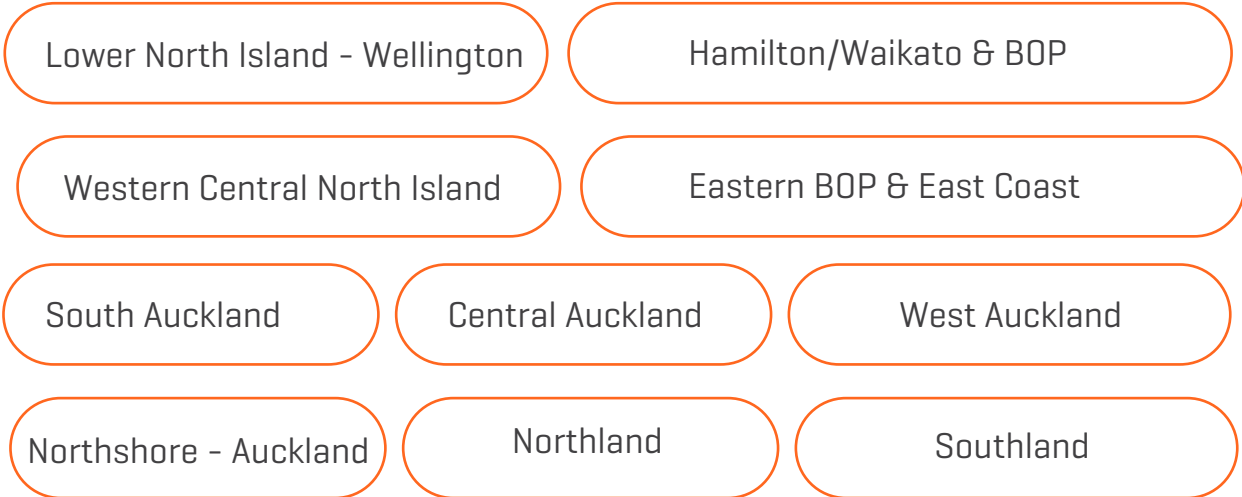 Lower North Island - Wellington
Hamilton/Waikato & BOP
Western Central North Island
Eastern BOP & East Coast
South Auckland
Central Auckland
West Auckland
Northshore - Auckland
Northland
Southland